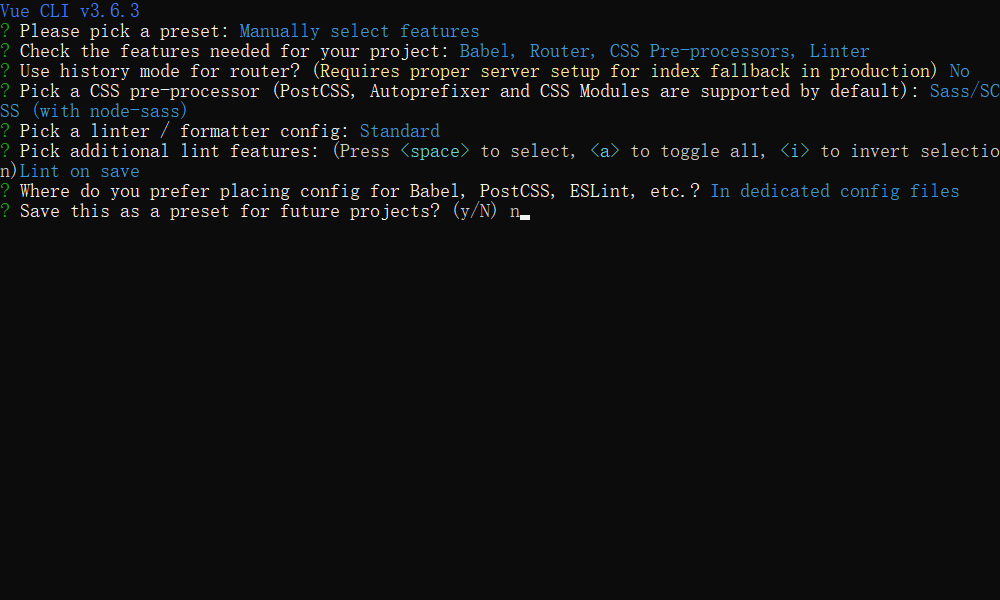 Vue CLI v3.6.3
? Please pick a preset: Manually select features
? Check the features needed for your project: Babel, Router, CSS Pre-processors, Linter
? Use history mode for router? (Requires proper server setup for index fallback in production) No
? Pick a CSS pre-processor (PostCSS, Autoprefixer and CSS Modules are supported by default): Sass/SC
SS (with node-sass)
? Pick a linter / formatter config: Standard
? Pick additional lint features: (Press <space> to select, <a> to toggle all, <i> to invert selectio
n)Lint on save
? Where do you prefer placing config for Babel, PostCSS, ESLint, etc.? In dedicated config files
? Save this as a preset for future projects? (y/N) n